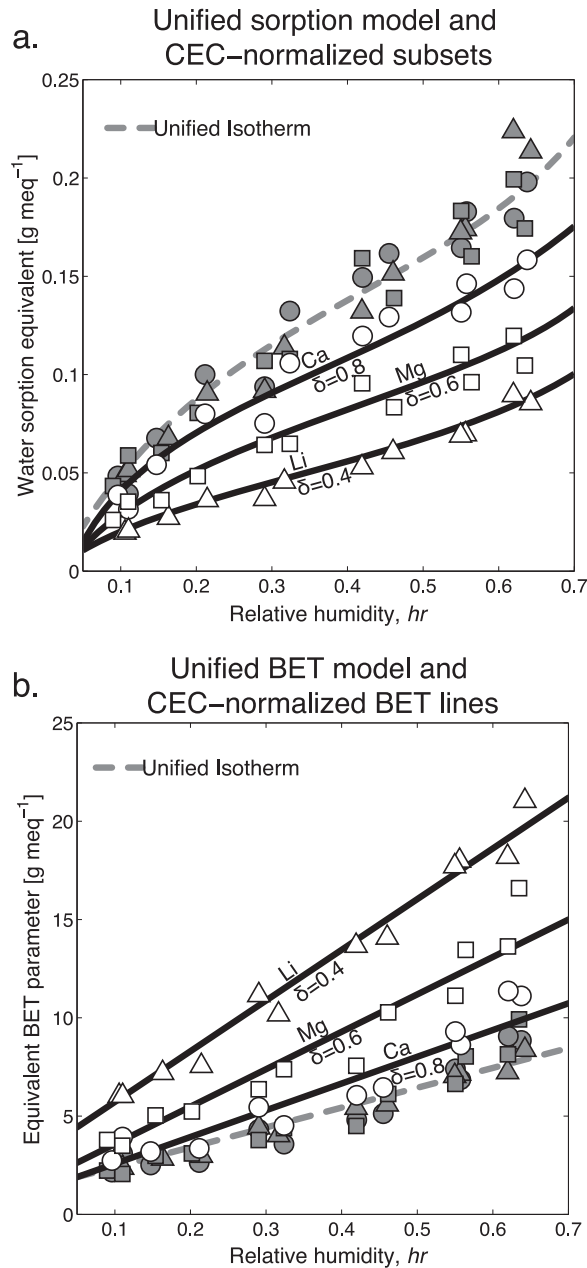 a.
Unified sorption model and
CEC−normalized subsets
Water sorption equivalent [g meq⁻¹]
0.25
0.2
0.15
0.1
0.05
0
Unified Isotherm
Ca
δ=0.8
Mg
δ=0.6
Li
δ=0.4
0.1 0.2 0.3 0.4 0.5 0.6 0.7
Relative humidity, hr
b.
Unified BET model and
CEC−normalized BET lines
Equivalent BET parameter [g meq⁻¹]
25
20
15
10
5
0
Unified Isotherm
Li
δ=0.4
Mg
δ=0.6
Ca
δ=0.8
0.1 0.2 0.3 0.4 0.5 0.6 0.7
Relative humidity, hr